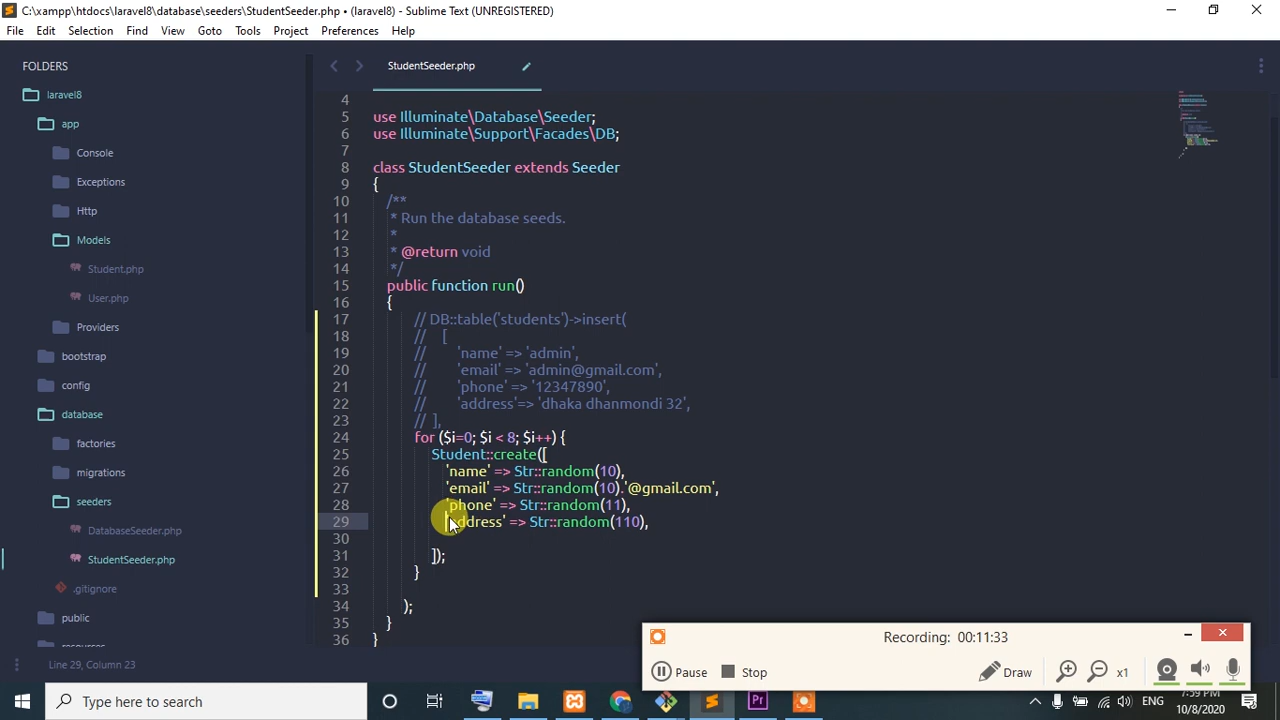 C:\xampp\htdocs\laravel8\database\seeders\StudentSeeder.php • (laravel8) - Sublime Text (UNREGISTERED)
File Edit Selection Find View Goto Tools Project Preferences Help
FOLDERS
laravel8
app
Console
Exceptions
Http
Models
Student.php
User.php
Providers
bootstrap
config
database
factories
migrations
seeders
DatabaseSeeder.php
StudentSeeder.php
.gitignore
public
StudentSeeder.php
4
5 use Illuminate\Database\Seeder;
6 use Illuminate\Support\Facades\DB;
7
8 class StudentSeeder extends Seeder
9 {
10 /**
11 * Run the database seeds.
12 *
13 * @return void
14 */
15 public function run()
16 {
17 // DB::table('students')->insert(
18 // [
19 // 'name' => 'admin',
20 // 'email' => 'admin@gmail.com',
21 // 'phone' => '12347890',
22 // 'address'=> 'dhaka dhanmondi 32',
23 // ],
24 for ($i=0; $i < 8; $i++) {
25 Student::create([
26 'name' => Str::random(10),
27 'email' => Str::random(10).'@gmail.com',
28 'phone' => Str::random(11),
29 'address' => Str::random(110),
30
31 ]);
32 }
33
34 );
35 }
36 }
Line 29, Column 23
Recording: 00:11:33
Pause Stop Draw x1
Type here to search
ENG
7:59 PM
10/8/2020